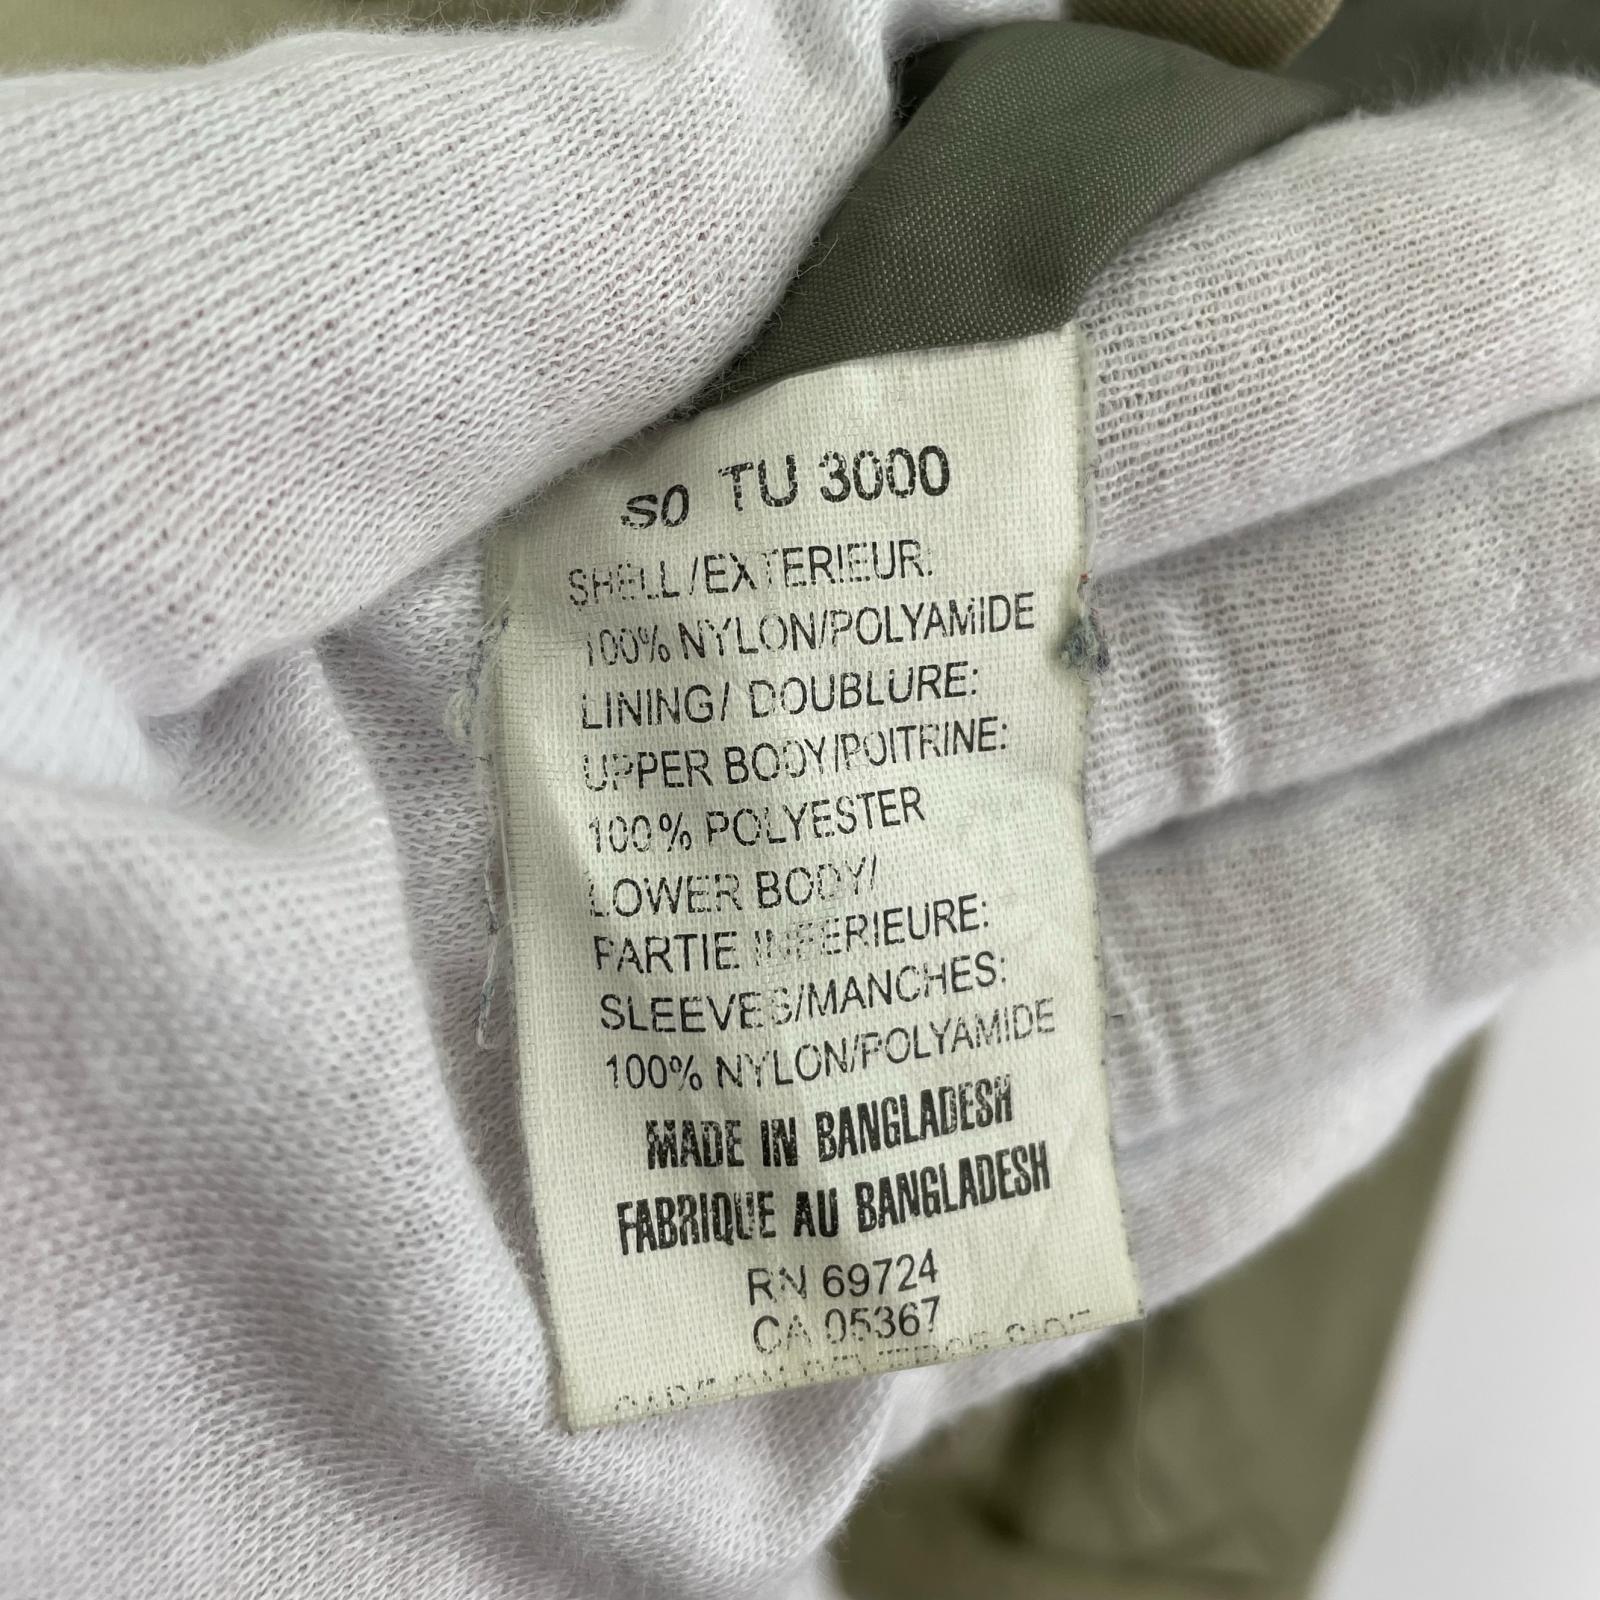 S0 TU 3000
SHELL/EXTERIEUR:
100% NYLON/POLYAMIDE
LINING/ DOUBLURE:
UPPER BODY/POITRINE:
100% POLYESTER
LOWER BODY/
PARTIE INFERIEURE:
SLEEVES/MANCHES:
100% NYLON/POLYAMIDE
MADE IN BANGLADESH
FABRIQUE AU BANGLADESH
RN 69724
CA 05367
SIDE